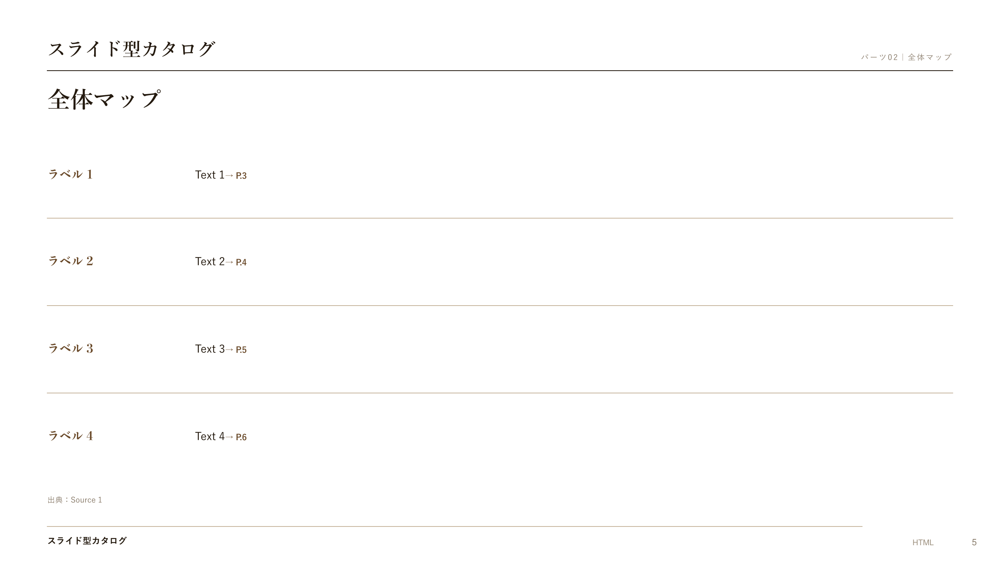 スライド型カタログ
パーツ02｜全体マップ
全体マップ
ラベル 1 Text 1→ P.3
ラベル 2 Text 2→ P.4
ラベル 3 Text 3→ P.5
ラベル 4 Text 4→ P.6
出典：Source 1
スライド型カタログ HTML 5